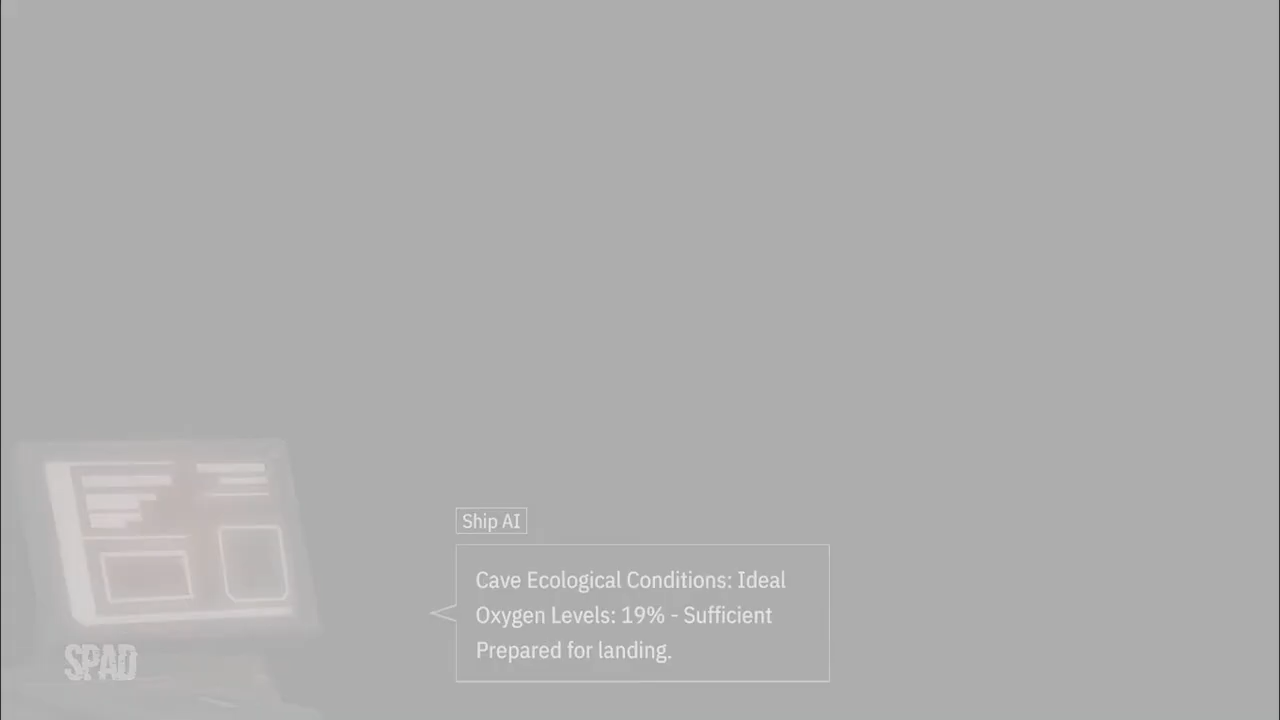 Ship AI
Cave Ecological Conditions: Ideal
Oxygen Levels: 19% - Sufficient
Prepared for landing.
SPAD